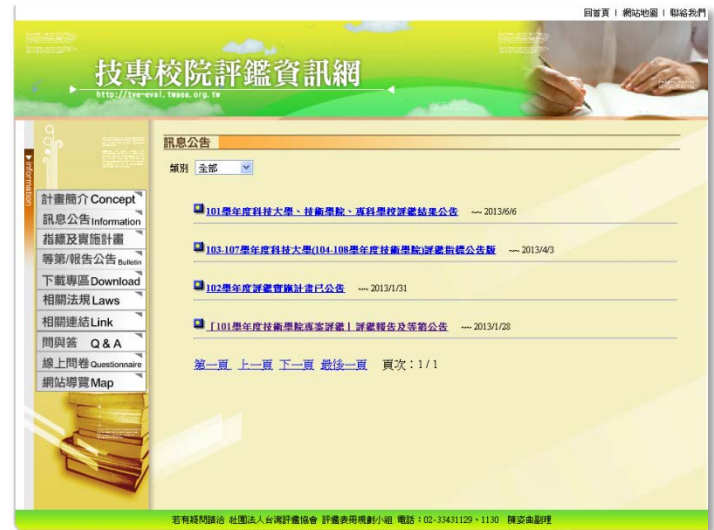 回首頁 | 網站地圖 | 聯絡我們
技專校院評鑑資訊網
http://tve-eval.twaea.org.tw
information
訊息公告
類別 全部
101學年度科技大學、技術學院、專科學校評鑑結果公告 ---- 2013/6/6
103-107學年度科技大學(104-108學年度技術學院)評鑑指標公告版 ---- 2013/4/3
102學年度評鑑實施計畫已公告 ---- 2013/1/31
「101學年度技術學院專案評鑑」評鑑報告及等第公告 ---- 2013/1/28
第一頁 上一頁 下一頁 最後一頁 頁次：1 / 1
計畫簡介 Concept
訊息公告 Information
指標及實施計畫
等第/報告公告 Bulletin
下載專區 Download
相關法規 Laws
相關連結 Link
問與答 Q & A
線上問卷 Questionnaire
網站導覽 Map
若有疑問請洽 社團法人台灣評鑑協會 評鑑表冊規劃小組 電話：02-33431129、1130 陳姿曲副理